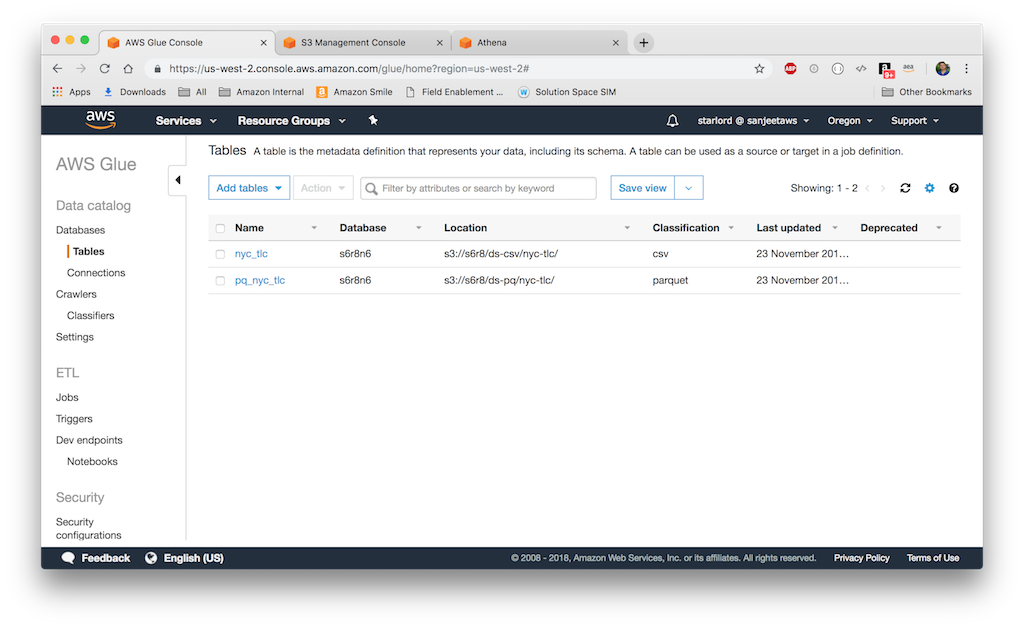 AWS Glue Console
S3 Management Console
Athena
https://us-west-2.console.aws.amazon.com/glue/home?region=us-west-2#
ABP
a
9+
aea
Apps
Downloads
All
Amazon Internal
a
Amazon Smile
Field Enablement ...
W
Solution Space SIM
Other Bookmarks
aws
Services
Resource Groups
starlord @ sanjeetaws
Oregon
Support
AWS Glue
Data catalog
Databases
Tables
Connections
Crawlers
Classifiers
Settings
ETL
Jobs
Triggers
Dev endpoints
Notebooks
Security
Security
configurations
Tables A table is the metadata definition that represents your data, including its schema. A table can be used as a source or target in a job definition.
Add tables
Action
Filter by attributes or search by keyword
Save view
Showing: 1 - 2
Name Database Location Classification Last updated Deprecated
nyc_tlc s6r8n6 s3://s6r8/ds-csv/nyc-tlc/ csv 23 November 201...
pq_nyc_tlc s6r8n6 s3://s6r8/ds-pq/nyc-tlc/ parquet 23 November 201...
Feedback
English (US)
© 2008 - 2018, Amazon Web Services, Inc. or its affiliates. All rights reserved.
Privacy Policy
Terms of Use